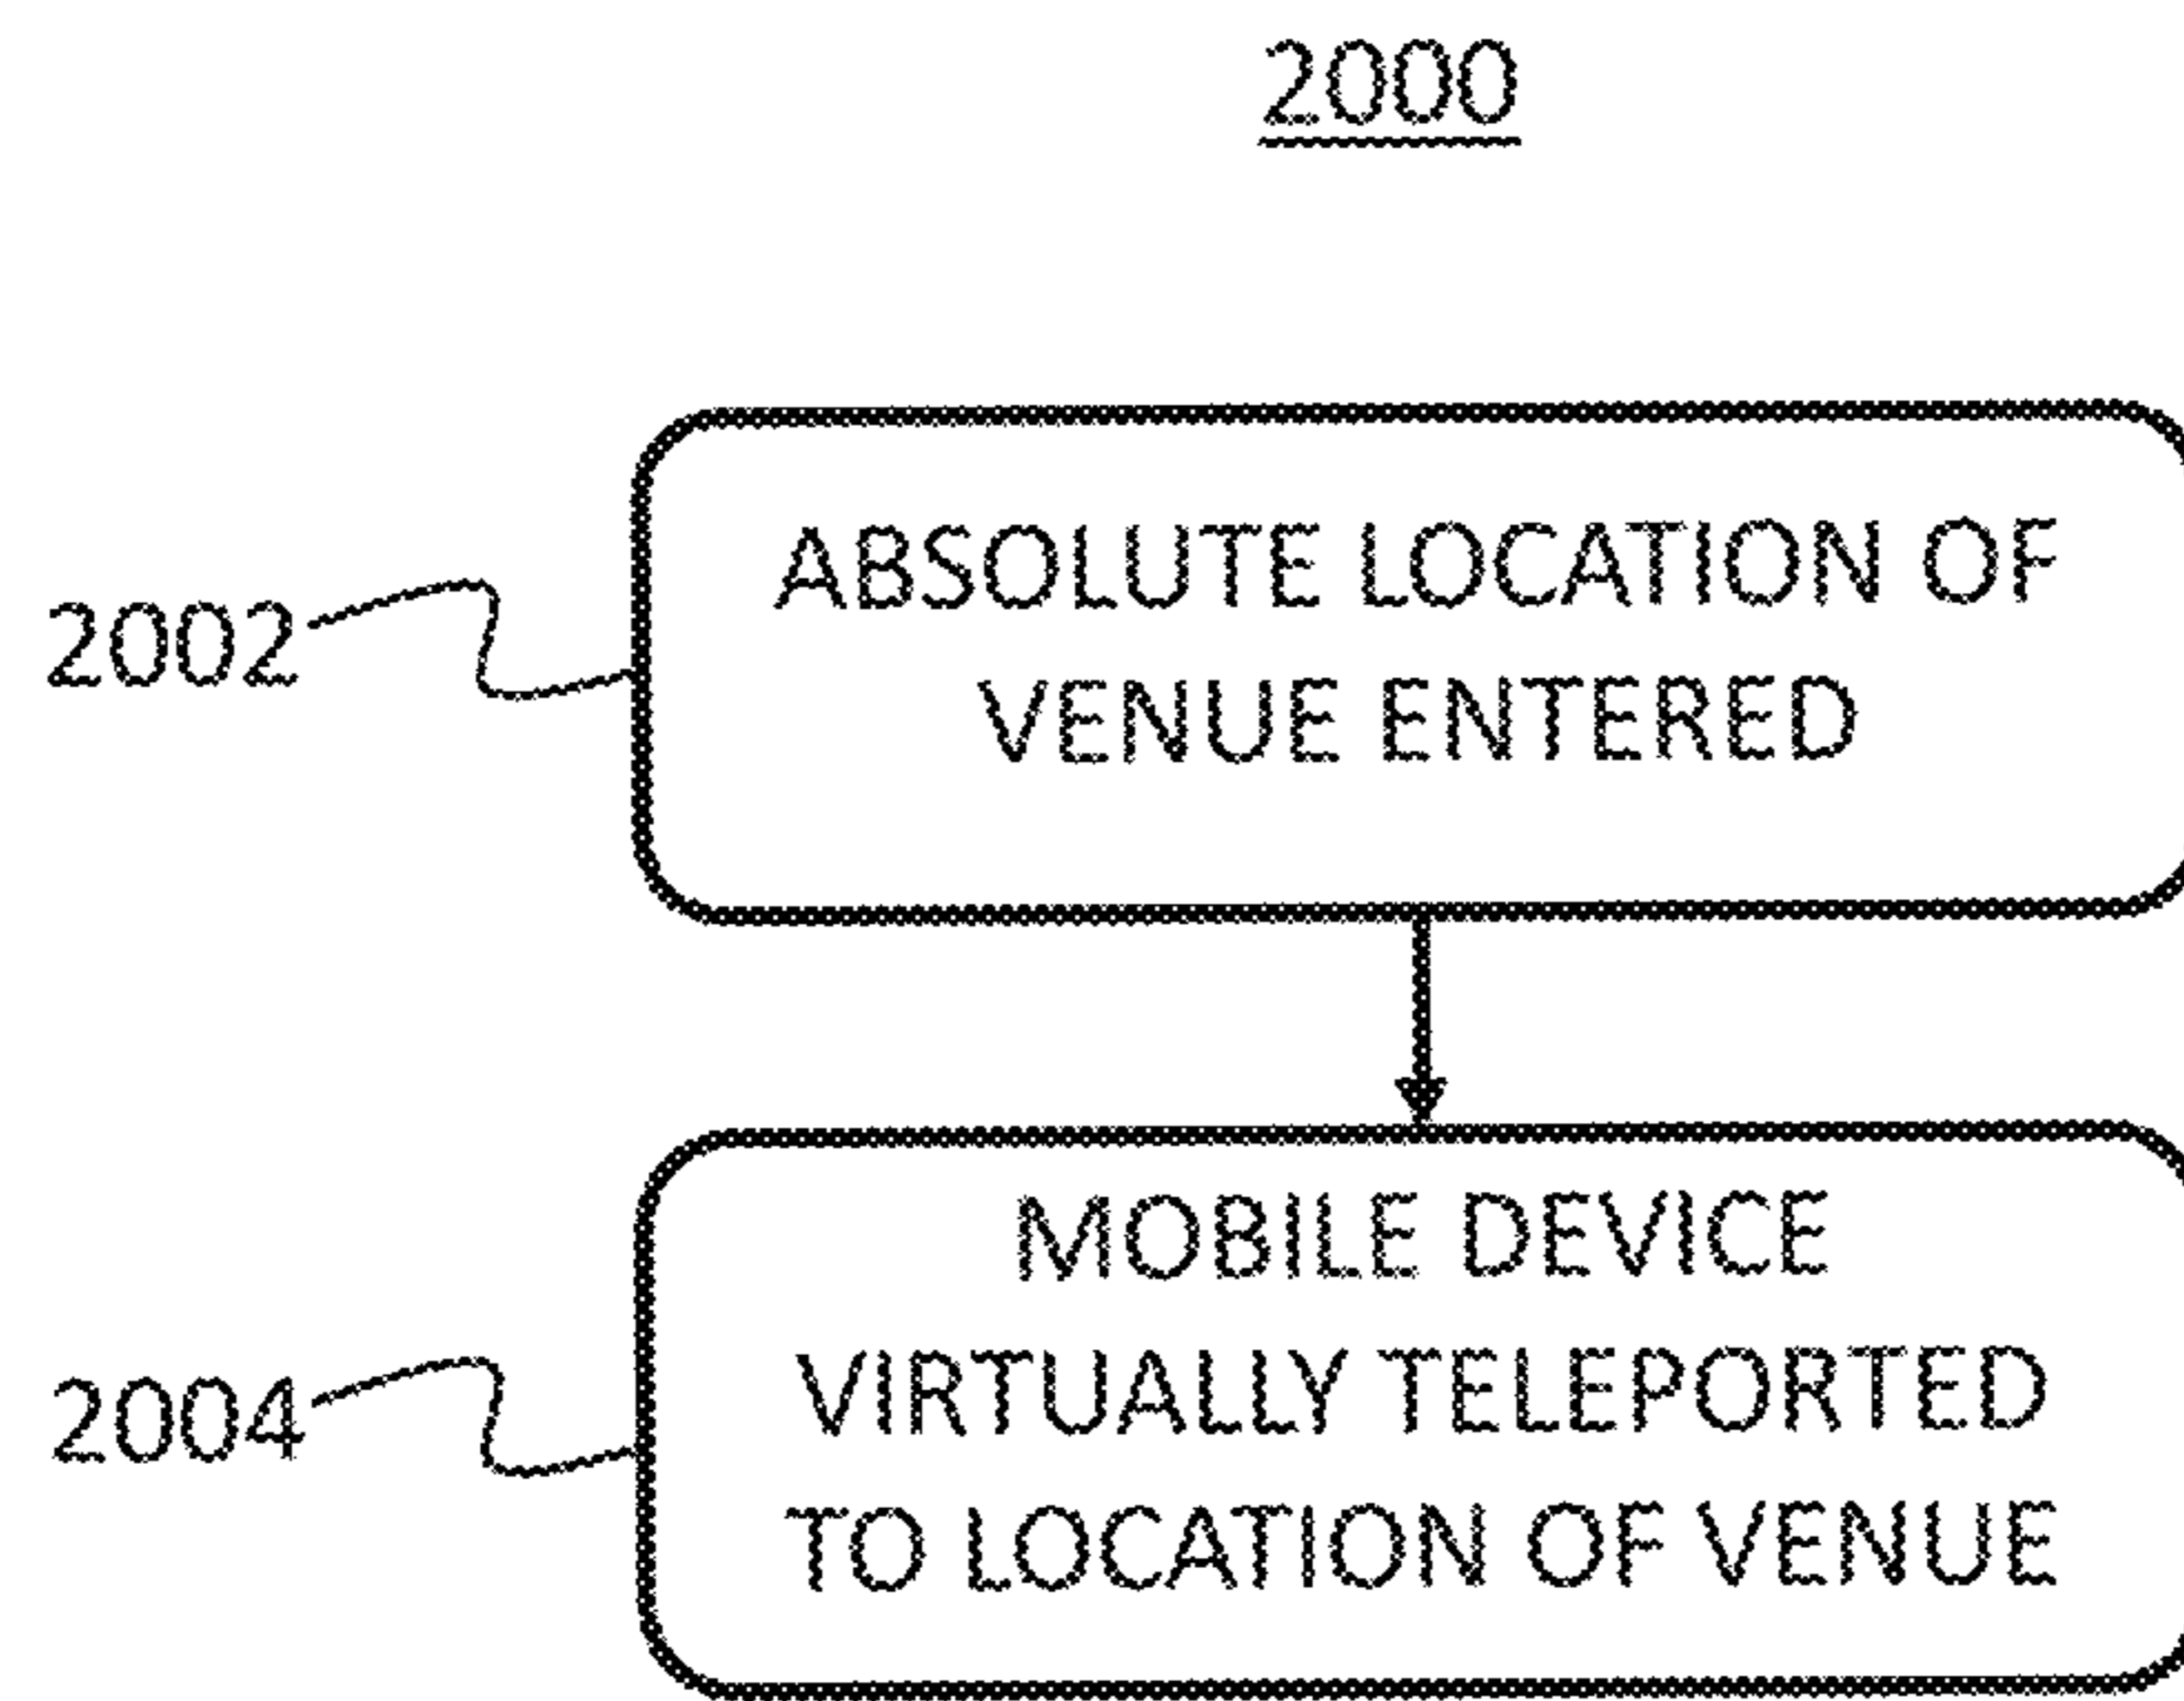 2000
2002
ABSOLUTE LOCATION OF
VENUE ENTERED
2004
MOBILE DEVICE
VIRTUALLY TELEPORTED
TO LOCATION OF VENUE